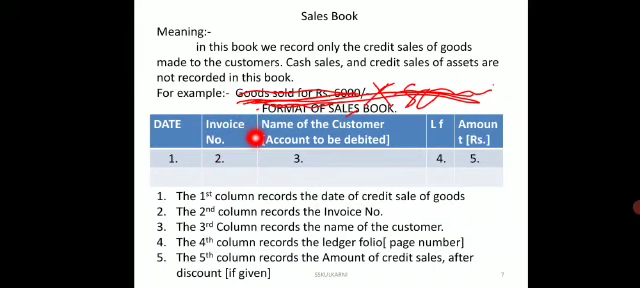 Sales Book
Meaning:-
in this book we record only the credit sales of goods
made to the customers. Cash sales, and credit sales of assets are
not recorded in this book.
For example:- Goods sold for Rs. 6000/-
- FORMAT OF SALES BOOK.
DATE Invoice No. Name of the Customer [Account to be debited] L f Amoun t [Rs.]
1. 2. 3. 4. 5.
1. The 1st column records the date of credit sale of goods
2. The 2nd column records the Invoice No.
3. The 3rd Column records the name of the customer.
4. The 4th column records the ledger folio[ page number]
5. The 5th column records the Amount of credit sales, after
discount [if given]
SSKULKARNI 7